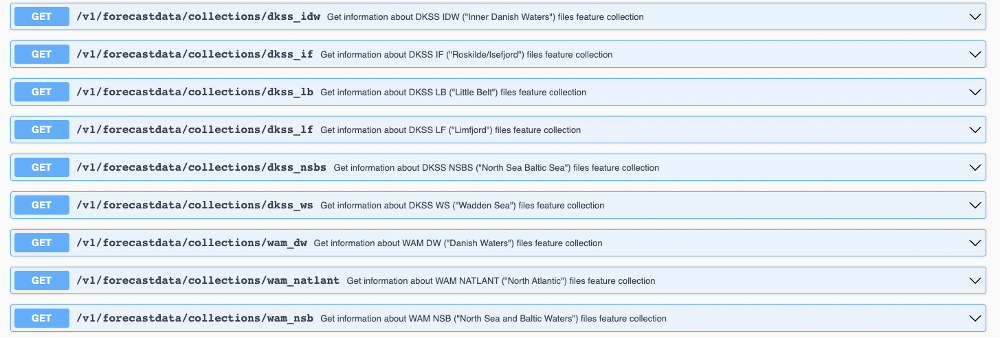 GET /v1/forecastdata/collections/dkss_idw Get information about DKSS IDW ("Inner Danish Waters") files feature collection
GET /v1/forecastdata/collections/dkss_if Get information about DKSS IF ("Roskilde/Isefjord") files feature collection
GET /v1/forecastdata/collections/dkss_lb Get information about DKSS LB ("Little Belt") files feature collection
GET /v1/forecastdata/collections/dkss_lf Get information about DKSS LF ("Limfjord") files feature collection
GET /v1/forecastdata/collections/dkss_nsbs Get information about DKSS NSBS ("North Sea Baltic Sea") files feature collection
GET /v1/forecastdata/collections/dkss_ws Get information about DKSS WS ("Wadden Sea") files feature collection
GET /v1/forecastdata/collections/wam_dw Get information about WAM DW ("Danish Waters") files feature collection
GET /v1/forecastdata/collections/wam_natlant Get information about WAM NATLANT ("North Atlantic") files feature collection
GET /v1/forecastdata/collections/wam_nsb Get information about WAM NSB ("North Sea and Baltic Waters") files feature collection